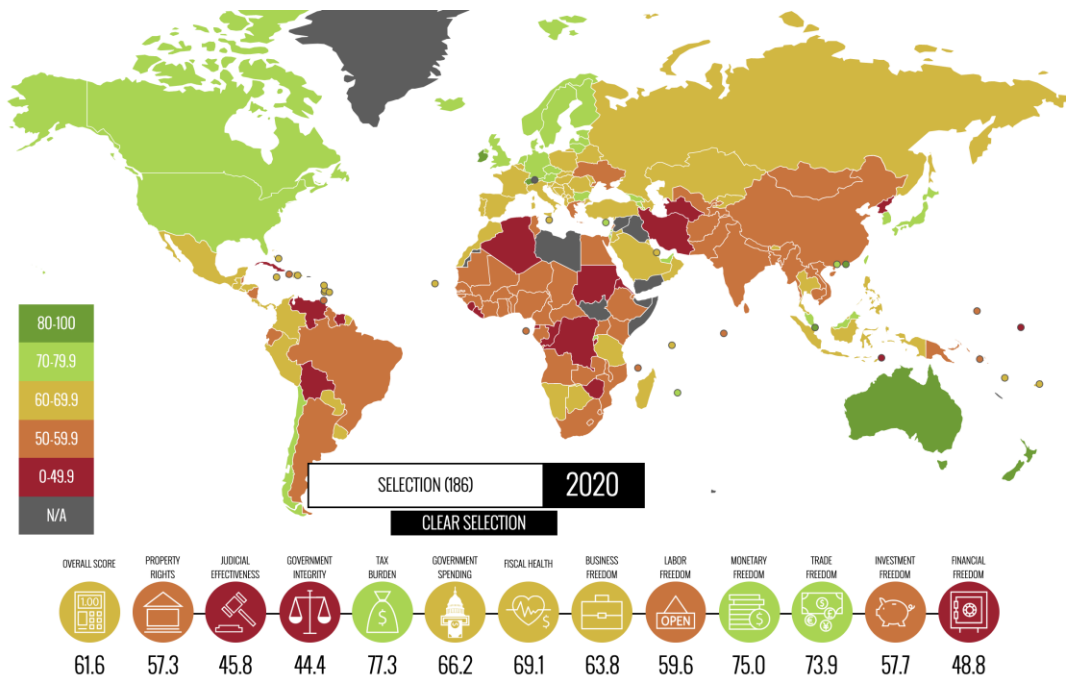 80-100
70-79.9
60-69.9
50-59.9
0-49.9
N/A
SELECTION (186)
2020
CLEAR SELECTION
OVERALL SCORE
PROPERTY
RIGHTS
JUDICIAL
EFFECTIVENESS
GOVERNMENT
INTEGRITY
TAX
BURDEN
GOVERNMENT
SPENDING
FISCAL HEALTH
BUSINESS
FREEDOM
LABOR
FREEDOM
MONETARY
FREEDOM
TRADE
FREEDOM
INVESTMENT
FREEDOM
FINANCIAL
FREEDOM
1.00
$
$
OPEN
$
$
£
€
¥
61.6
57.3
45.8
44.4
77.3
66.2
69.1
63.8
59.6
75.0
73.9
57.7
48.8